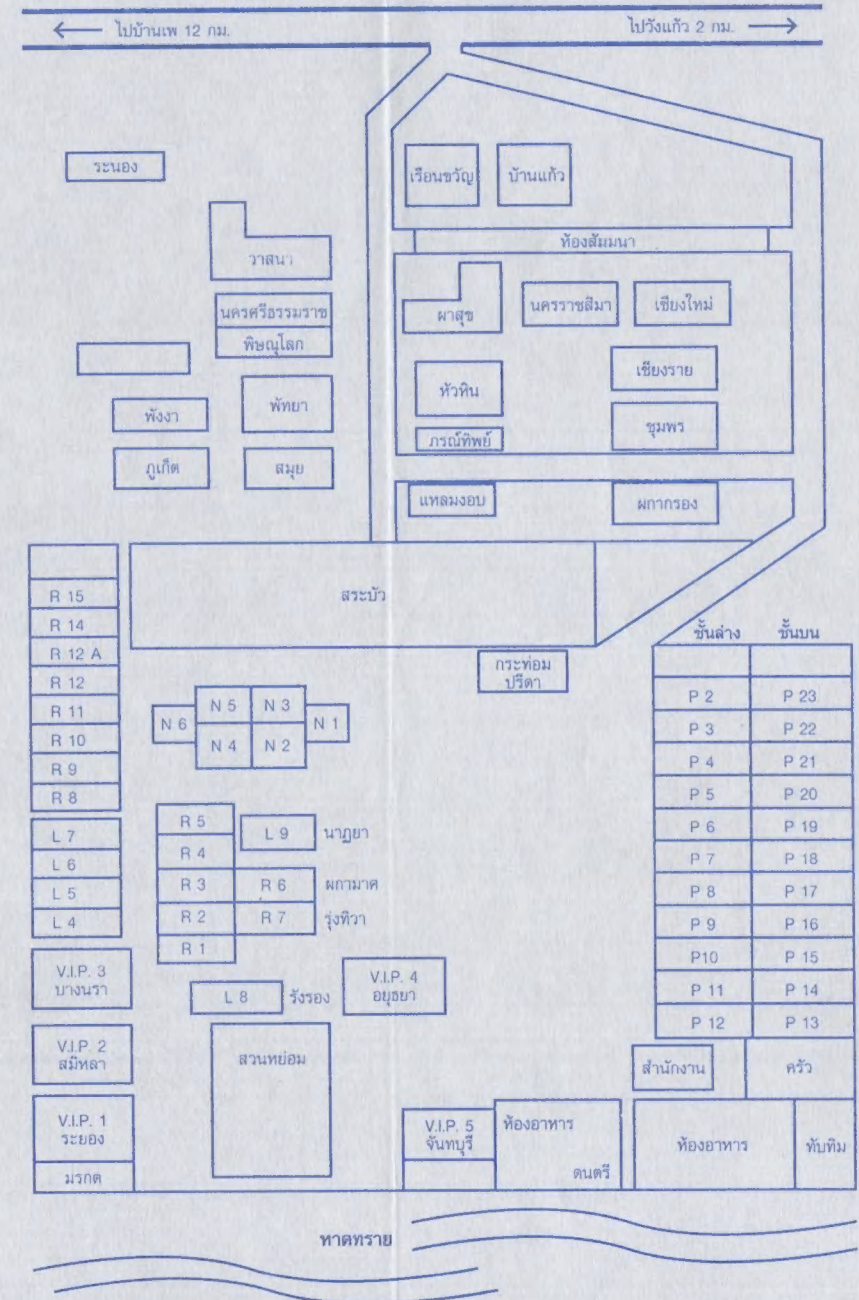 ← ไปบ้านเพ 12 กม.
ไปวังแก้ว 2 กม. →
ระนอง
เรือนขวัญ
บ้านแก้ว
ห้องสัมมนา
วาสนา
นครศรีธรรมราช
พิษณุโลก
ผาสุข
นครราชสีมา
เชียงใหม่
หัวหิน
เชียงราย
พังงา
พัทยา
ภรณ์ทิพย์
ชุมพร
ภูเก็ต
สมุย
แหลมงอบ
ผกากรอง
สระบัว
กระท่อม
ปรีดา
R 15
R 14
R 12 A
R 12
R 11
R 10
R 9
R 8
N 6
N 5
N 3
N 1
N 4
N 2
L 7
L 6
L 5
L 4
R 5
R 4
R 3
R 2
R 1
L 9 นาฏยา
R 6 ผกามาศ
R 7 รุ่งทิวา
L 8 รังรอง
V.I.P. 4
อยุธยา
V.I.P. 3
บางนรา
V.I.P. 2
สมิหลา
V.I.P. 1
ระยอง
มรกต
สวนหย่อม
ชั้นล่าง ชั้นบน
P 2 P 23
P 3 P 22
P 4 P 21
P 5 P 20
P 6 P 19
P 7 P 18
P 8 P 17
P 9 P 16
P10 P 15
P 11 P 14
P 12 P 13
สำนักงาน
ครัว
V.I.P. 5
จันทบุรี
ห้องอาหาร
ดนตรี
ห้องอาหาร
ทับทิม
หาดทราย